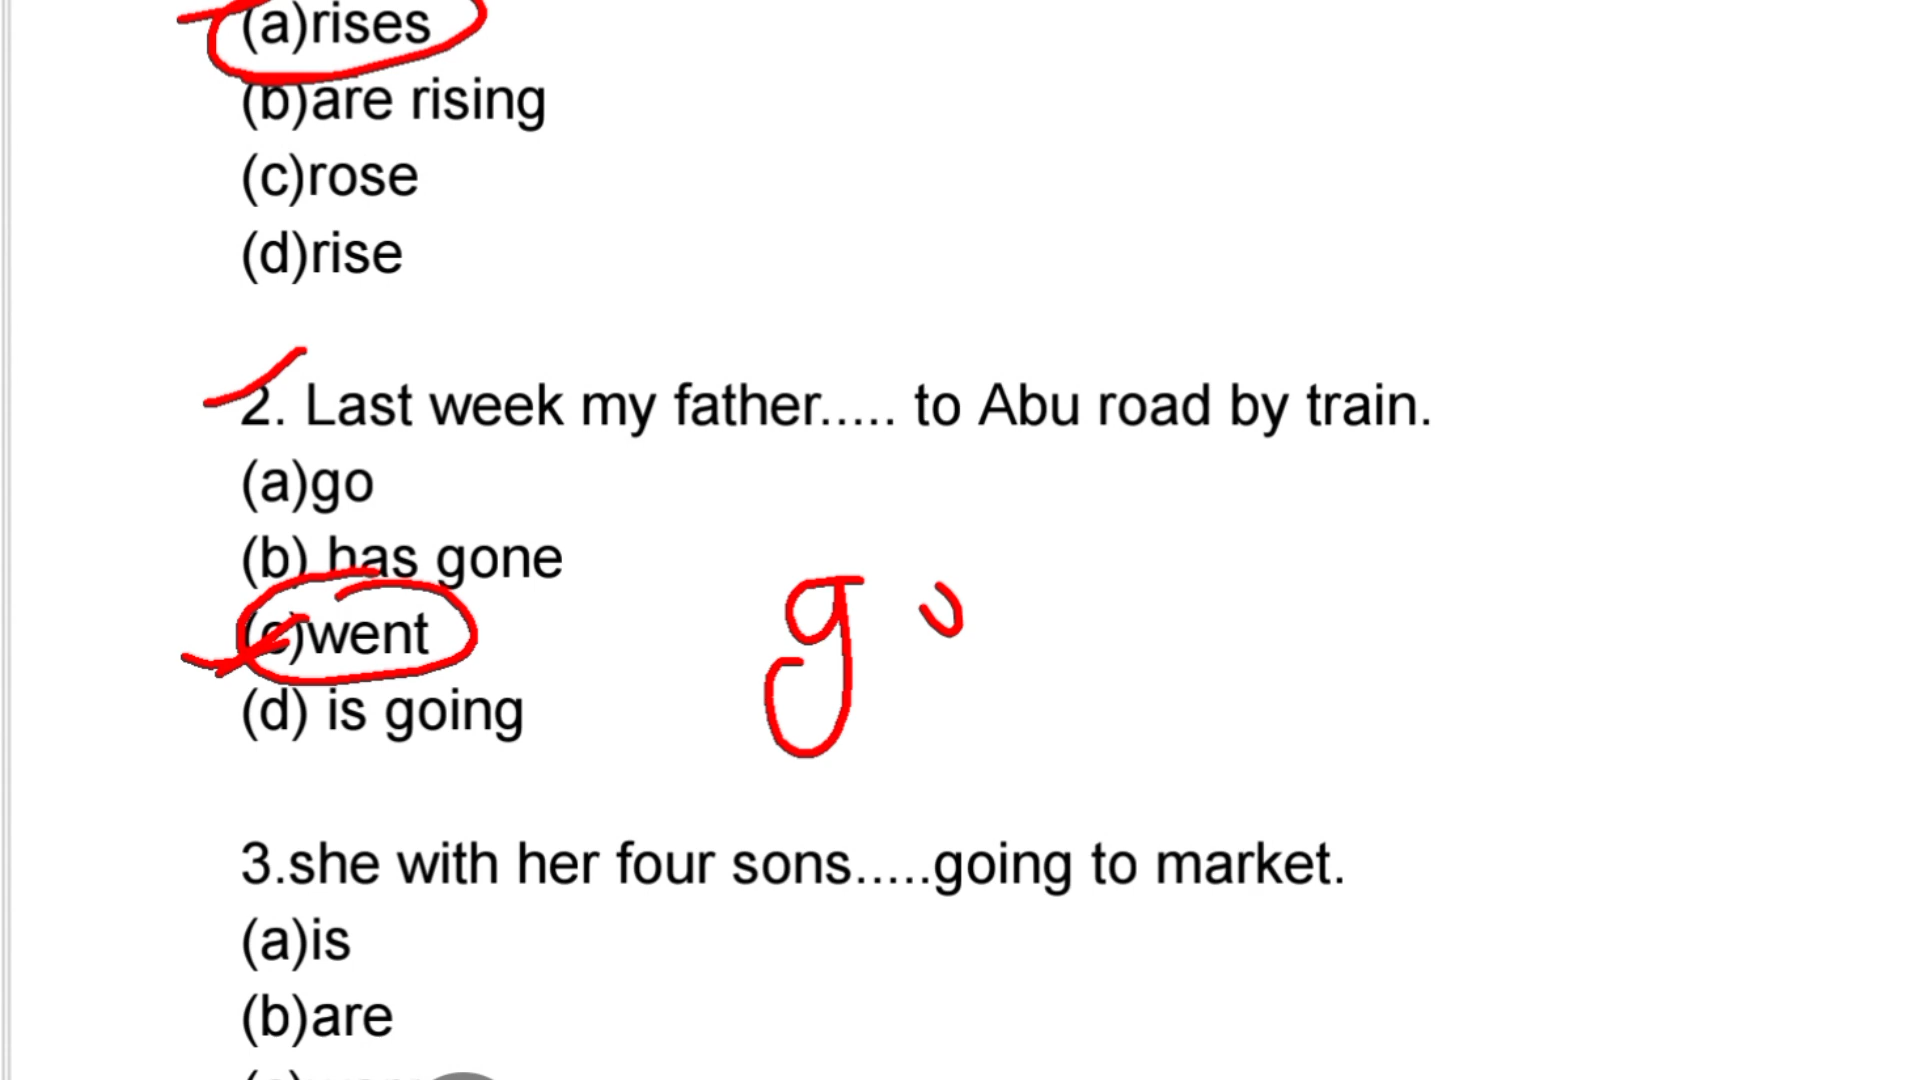 (a)rises
(b)are rising
(c)rose
(d)rise
2. Last week my father..... to Abu road by train.
(a)go
(b) has gone
(c)went
(d) is going
go
3.she with her four sons.....going to market.
(a)is
(b)are